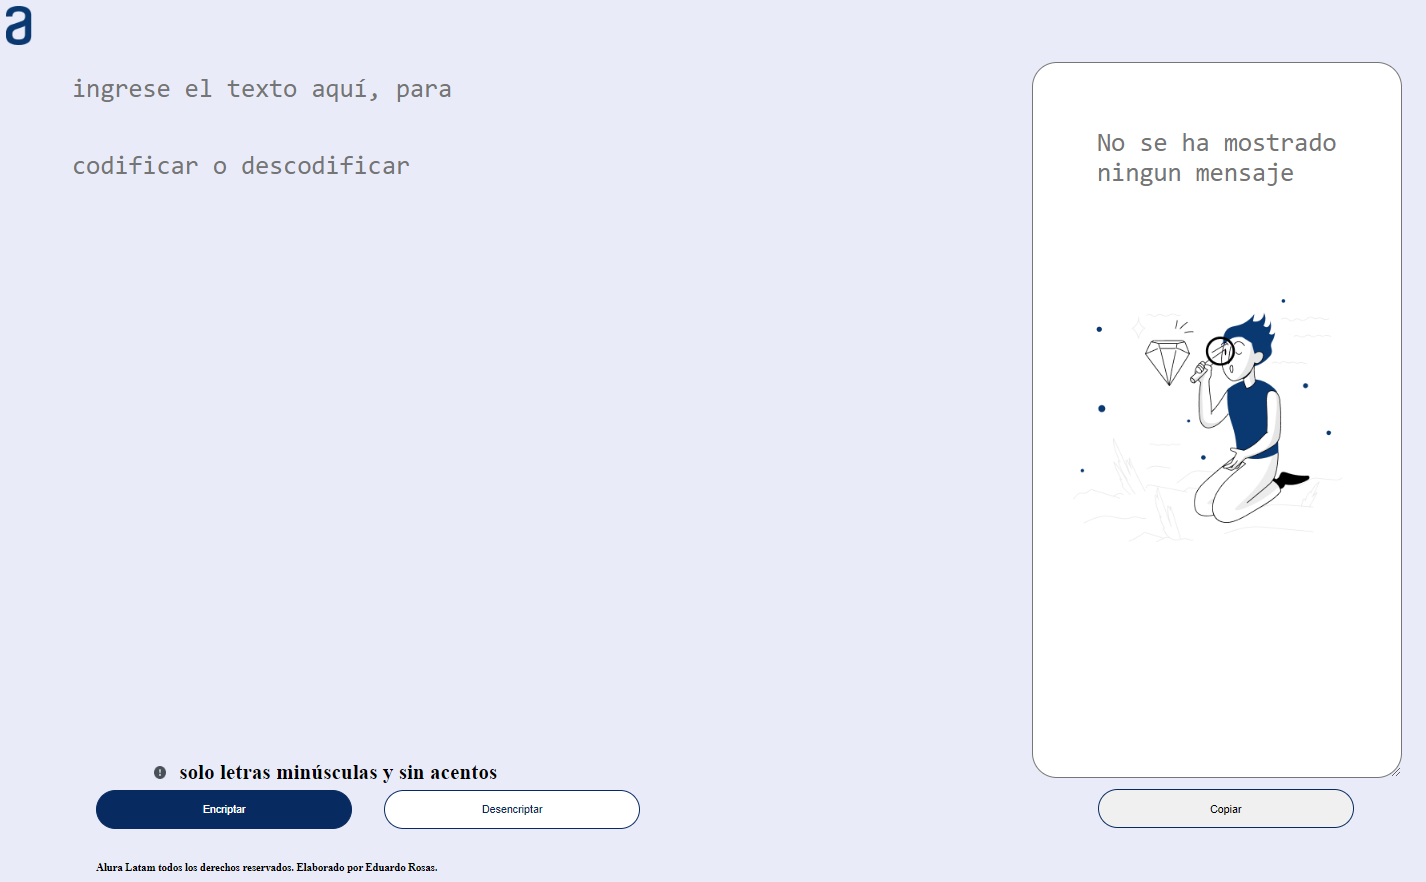 a
ingrese el texto aquí, para
codificar o descodificar
No se ha mostrado
ningun mensaje
solo letras minúsculas y sin acentos
Encriptar
Desencriptar
Copiar
Alura Latam todos los derechos reservados. Elaborado por Eduardo Rosas.